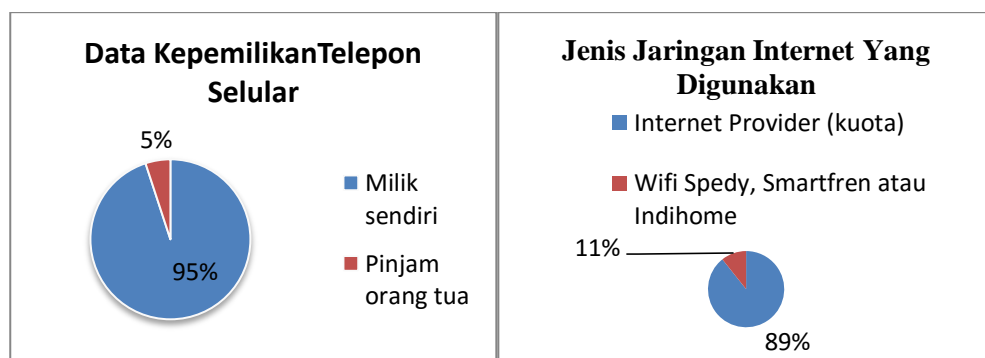 Data KepemilikanTelepon
Selular
5%
95%
Milik
sendiri
Pinjam
orang tua
Jenis Jaringan Internet Yang
Digunakan
Internet Provider (kuota)
Wifi Spedy, Smartfren atau
Indihome
11%
89%